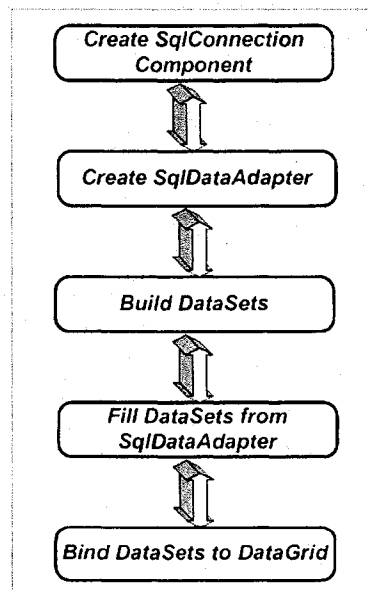 Create SqlConnection
Component
Create SqlDataAdapter
Build DataSets
Fill DataSets from
SqlDataAdapter
Bind DataSets to DataGrid